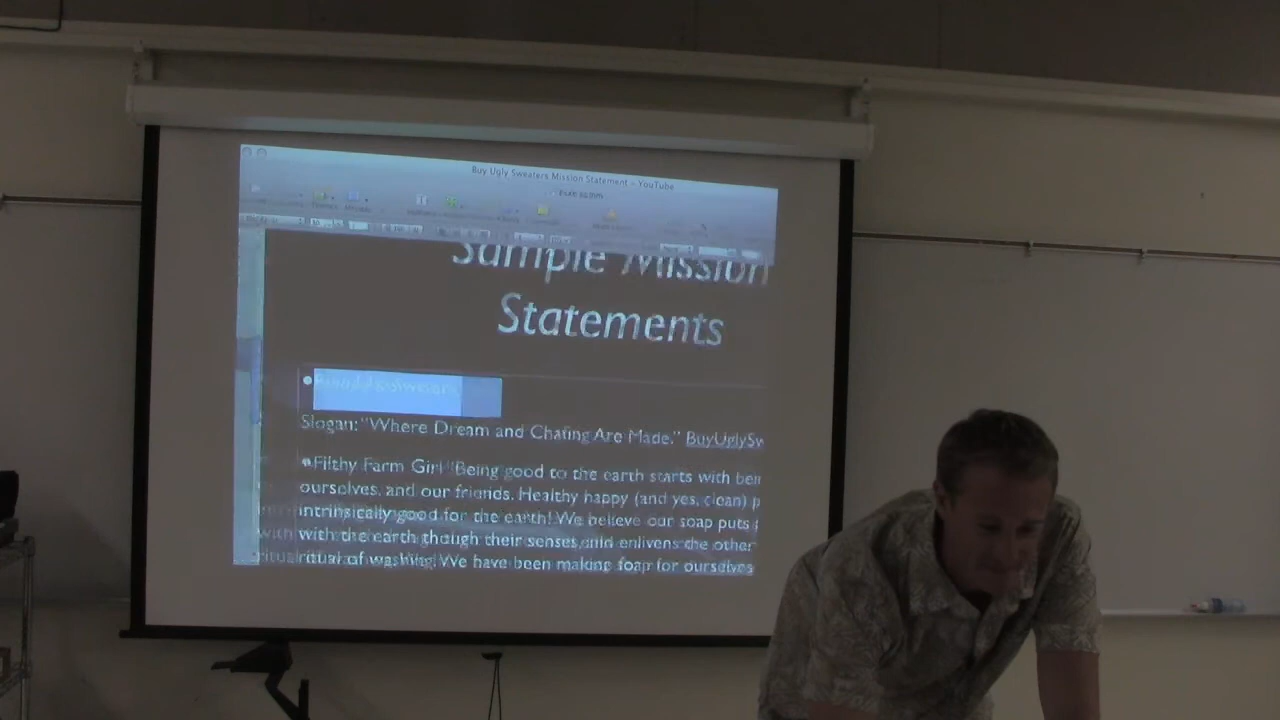 Buy Ugly Sweaters Mission Statement - YouTube
Sample Mission
Statements
Slogan: "Where Dream and Chafing Are Made." BuyUglySw
•Filthy Farm Girl "Being good to the earth starts with bei
ourselves, and our friends. Healthy happy (and yes, clean) p
intrinsically good for the earth! We believe our soap puts
with the earth through their senses, and enlivens the other
ritual of washing. We have been making soap for ourselves